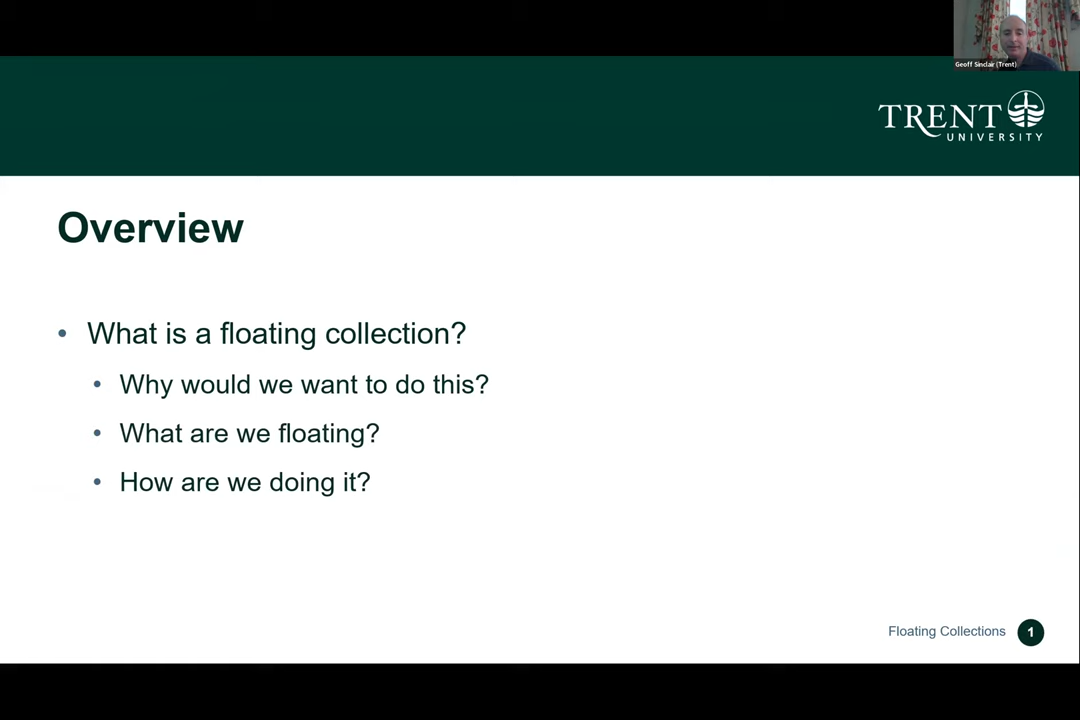 Geoff Sinclair (Trent)
TRENT
UNIVERSITY
Overview
• What is a floating collection?
• Why would we want to do this?
• What are we floating?
• How are we doing it?
Floating Collections 1